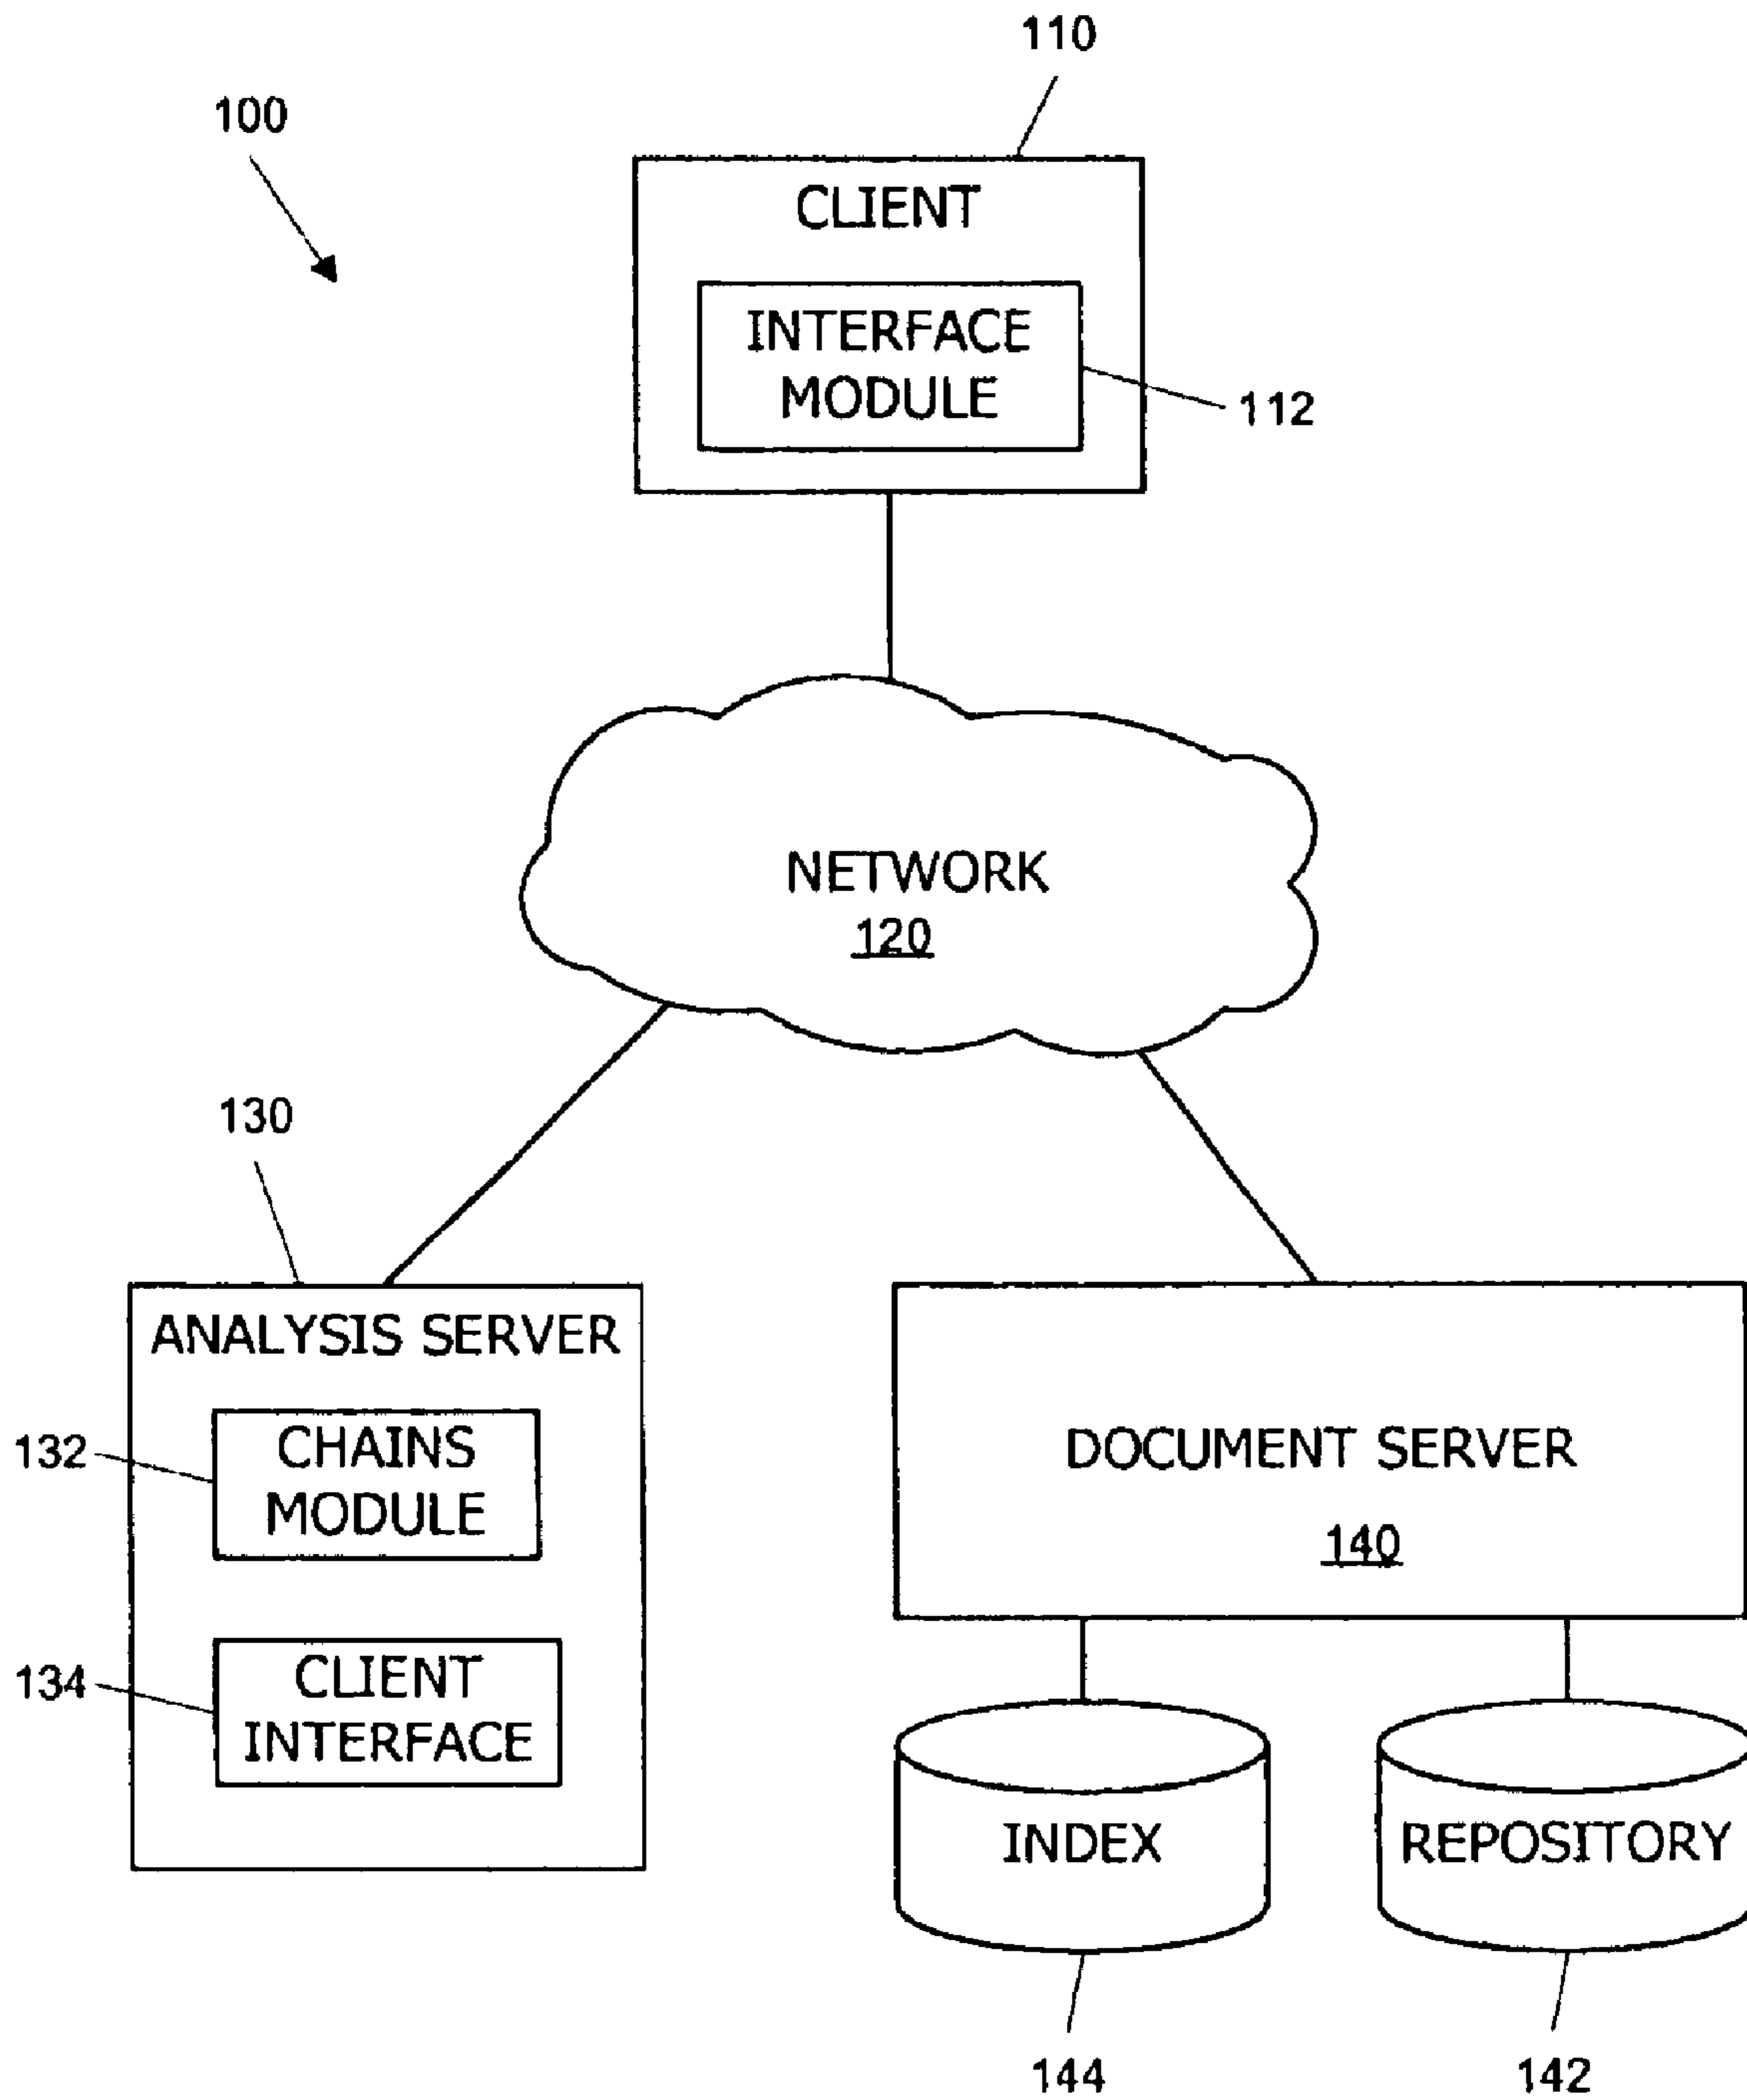 110
100
CLIENT
INTERFACE
MODULE
112
NETWORK
120
130
ANALYSIS SERVER
CHAINS
MODULE
132
CLIENT
INTERFACE
134
DOCUMENT SERVER
140
INDEX
REPOSITORY
144
142